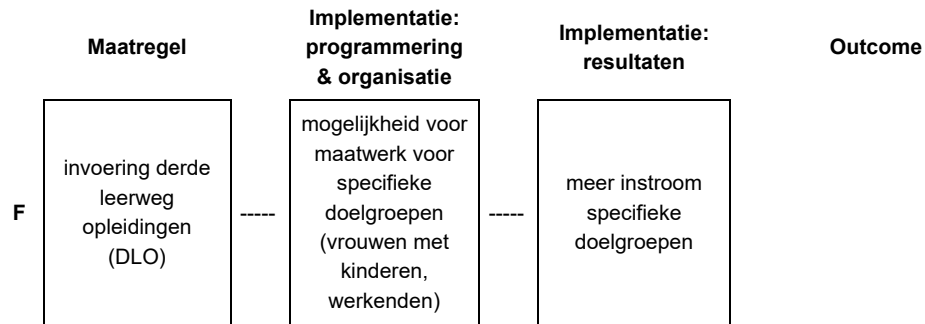 Maatregel
Implementatie:
programmering
& organisatie
Implementatie:
resultaten
Outcome
F
invoering derde
leerweg
opleidingen
(DLO)
-----
mogelijkheid voor
maatwerk voor
specifieke
doelgroepen
(vrouwen met
kinderen,
werkenden)
-----
meer instroom
specifieke
doelgroepen